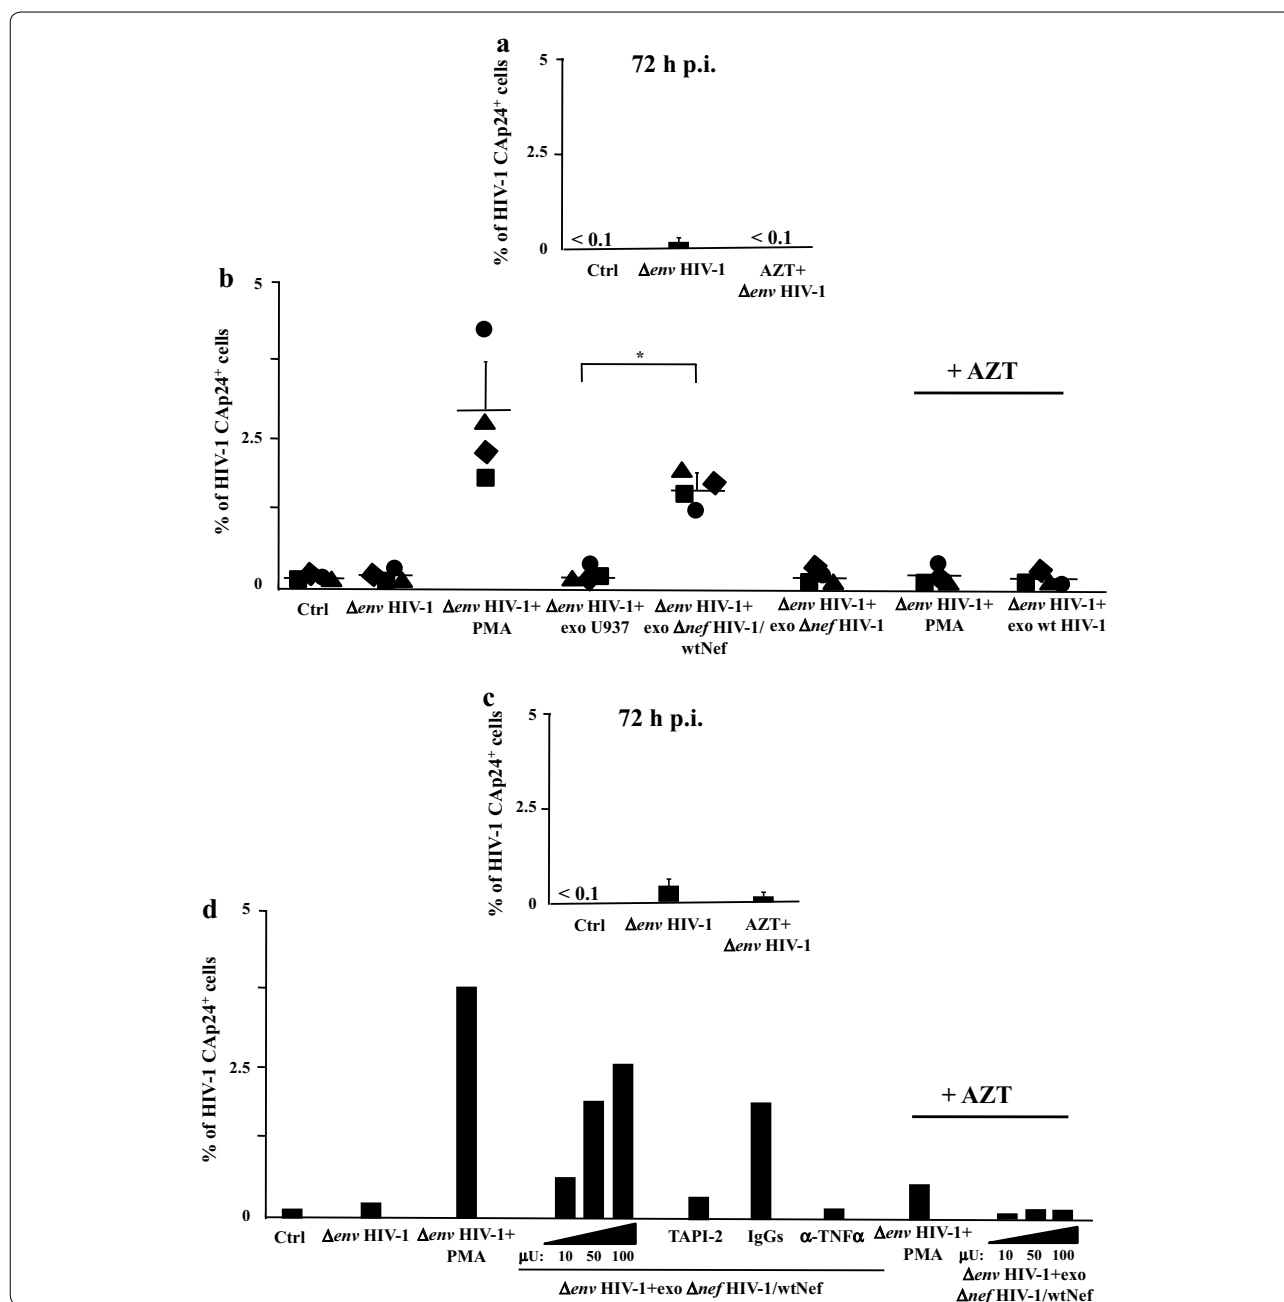 a
72 h p.i.
% of HIV-1 CAp24+ cells
5
2.5
0
< 0.1
< 0.1
Ctrl
Δenv HIV-1
AZT+
Δenv HIV-1
b
% of HIV-1 CAp24+ cells
5
2.5
0
*
+ AZT
Ctrl
Δenv HIV-1
Δenv HIV-1+
PMA
Δenv HIV-1+
exo U937
Δenv HIV-1+
exo Δnef HIV-1/
wtNef
Δenv HIV-1+
exo Δnef HIV-1
Δenv HIV-1+
PMA
Δenv HIV-1+
exo wt HIV-1
c
72 h p.i.
% of HIV-1 CAp24+ cells
5
2.5
0
< 0.1
Ctrl
Δenv HIV-1
AZT+
Δenv HIV-1
d
% of HIV-1 CAp24+ cells
5
2.5
0
+ AZT
Ctrl
Δenv HIV-1
Δenv HIV-1+
PMA
μU: 10 50 100
TAPI-2
IgGs
α-TNFα
Δenv HIV-1+exo Δnef HIV-1/wtNef
Δenv HIV-1+
PMA
μU: 10 50 100
Δenv HIV-1+exo
Δnef HIV-1/wtNef